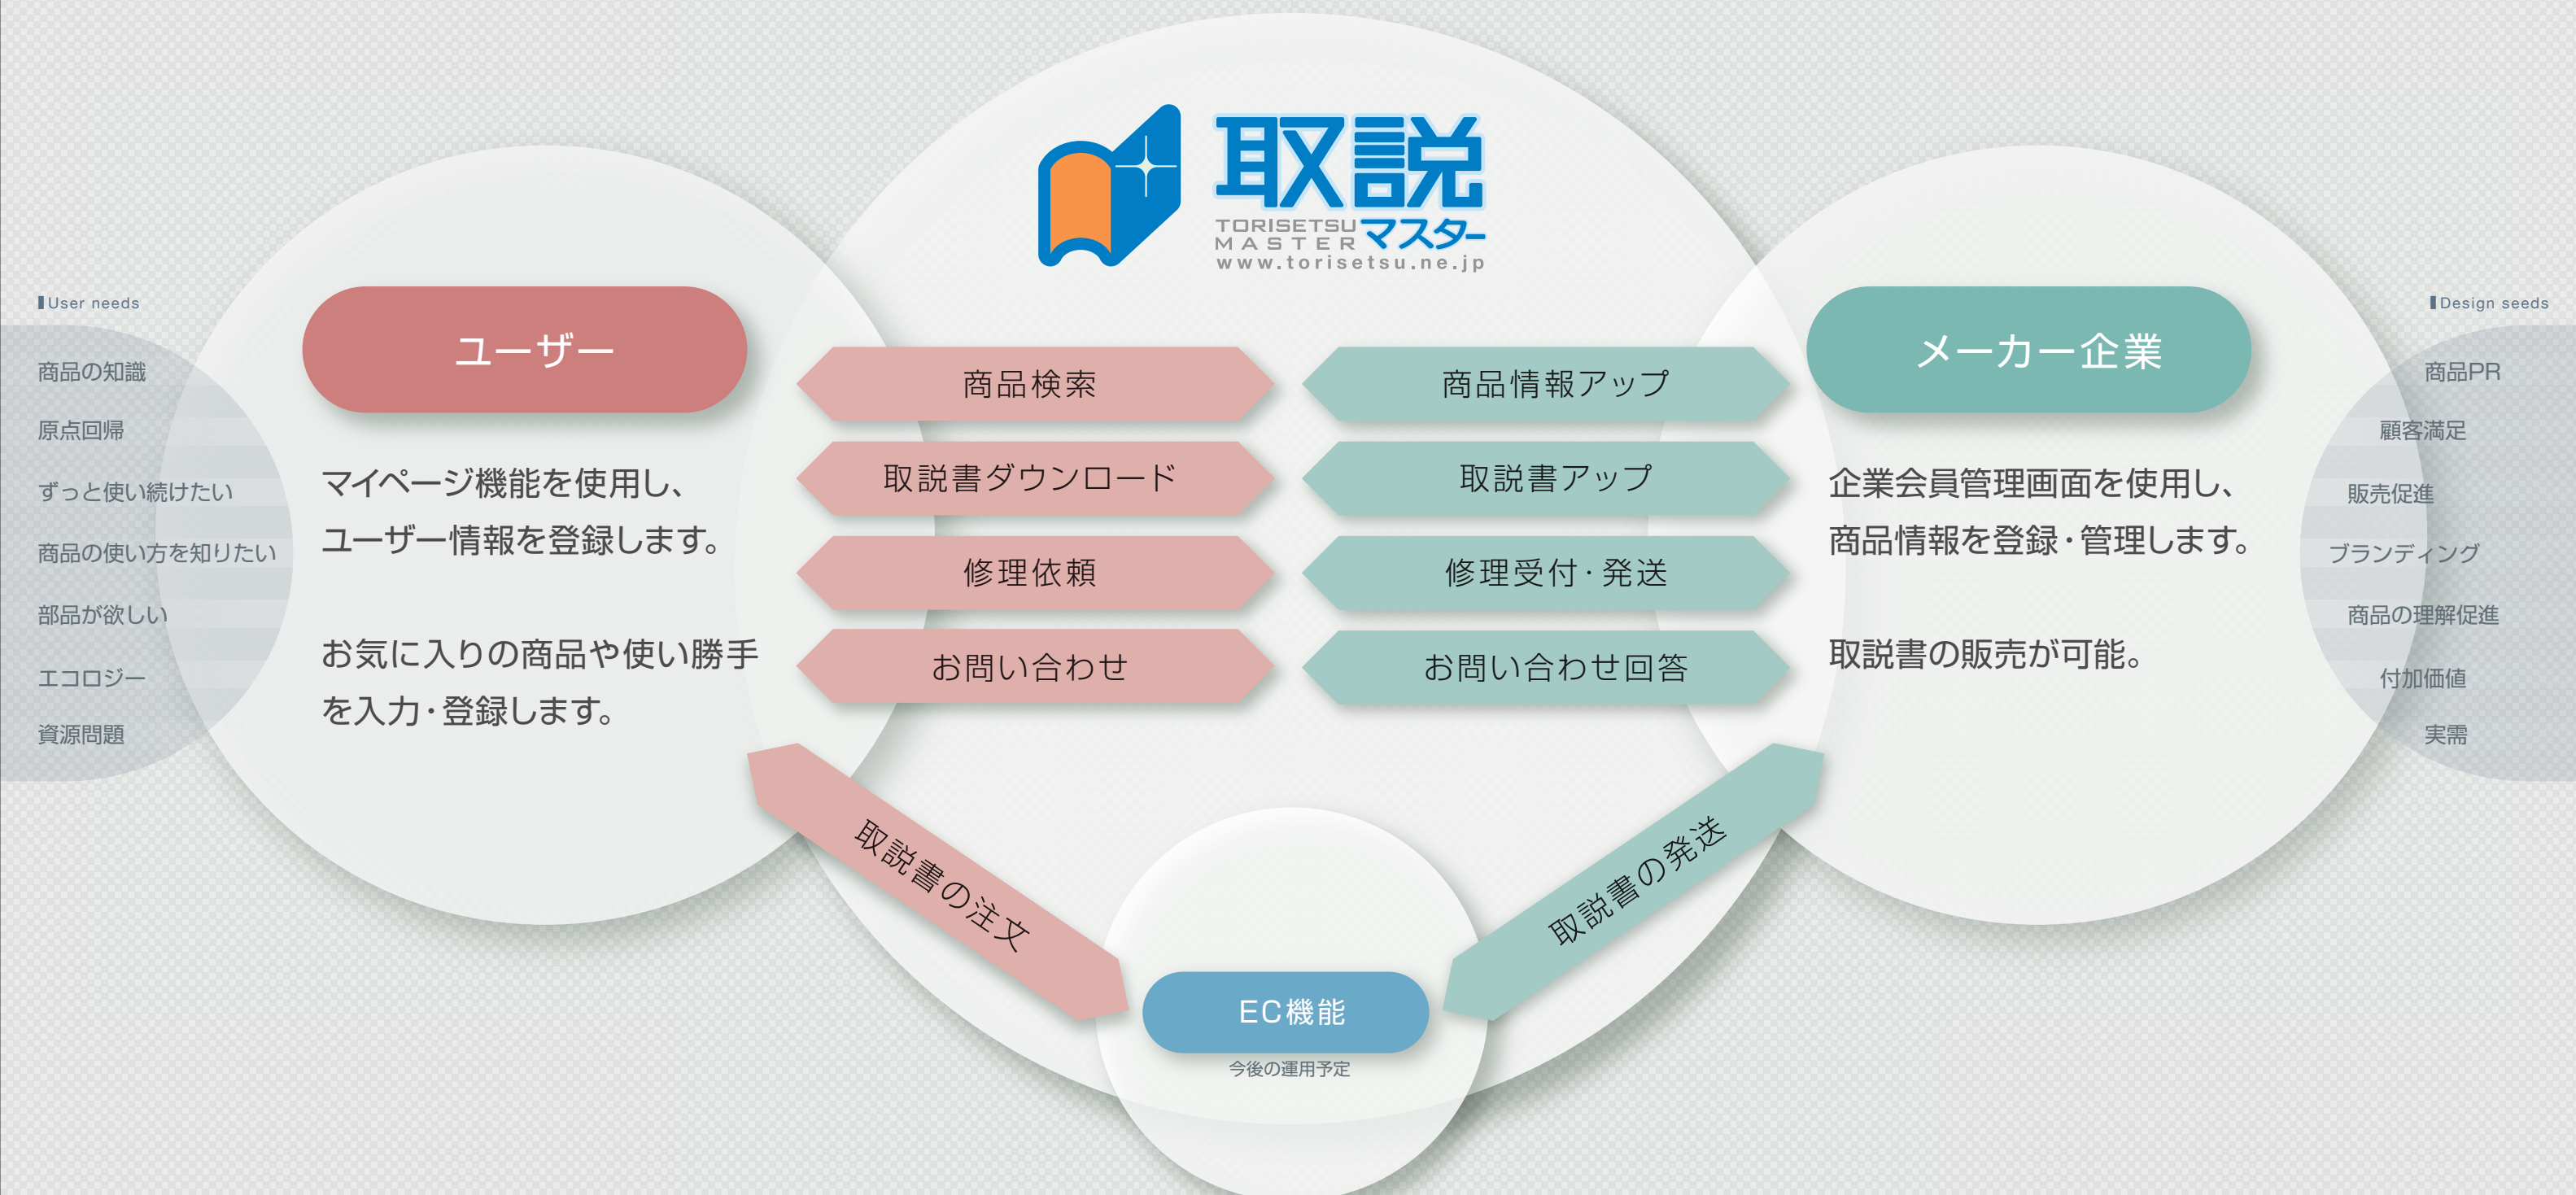 取説
TORISETSU
MASTER
マスター
www.torisetsu.ne.jp
User needs
商品の知識
原点回帰
ずっと使い続けたい
商品の使い方を知りたい
部品が欲しい
エコロジー
資源問題
ユーザー
マイページ機能を使用し、
ユーザー情報を登録します。
お気に入りの商品や使い勝手
を入力・登録します。
商品検索
取説書ダウンロード
修理依頼
お問い合わせ
商品情報アップ
取説書アップ
修理受付・発送
お問い合わせ回答
メーカー企業
企業会員管理画面を使用し、
商品情報を登録・管理します。
取説書の販売が可能。
Design seeds
商品PR
顧客満足
販売促進
ブランディング
商品の理解促進
付加価値
実需
取説書の注文
取説書の発送
EC機能
今後の運用予定